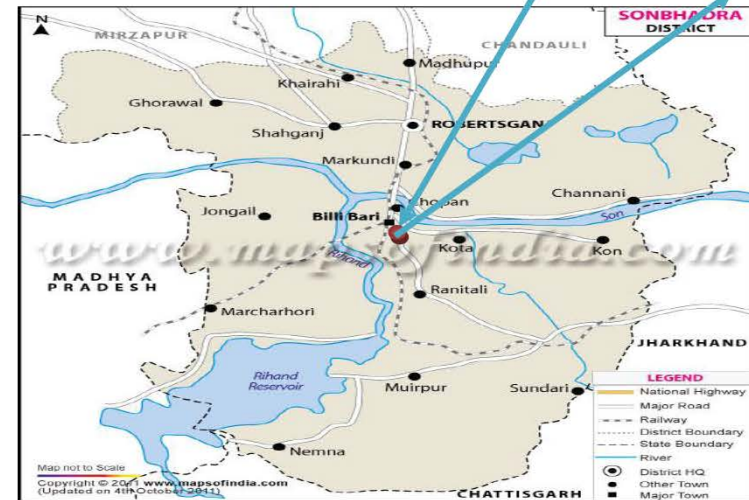 N
SONBHADRA
DISTRICT
MIRZAPUR
CHANDAULI
Madhupur
Khairahi
Ghorawal
ROBERTSGAN
Shahganj
Markundi
Channani
Chopan
Jongail
Billi Bari
Son
www.mapsofindia.com
Kota
Kon
Rihand
MADHYA
PRADESH
Ranitali
Marcharhori
JHARKHAND
Rihand
Reservoir
Muirpur
Sundari
LEGEND
National Highway
Major Road
Railway
District Boundary
State Boundary
River
District HQ
Other Town
Major Town
Nemna
Map not to Scale
Copyright © 2011 www.mapsofindia.com
(Updated on 4th October 2011)
CHATTISGARH